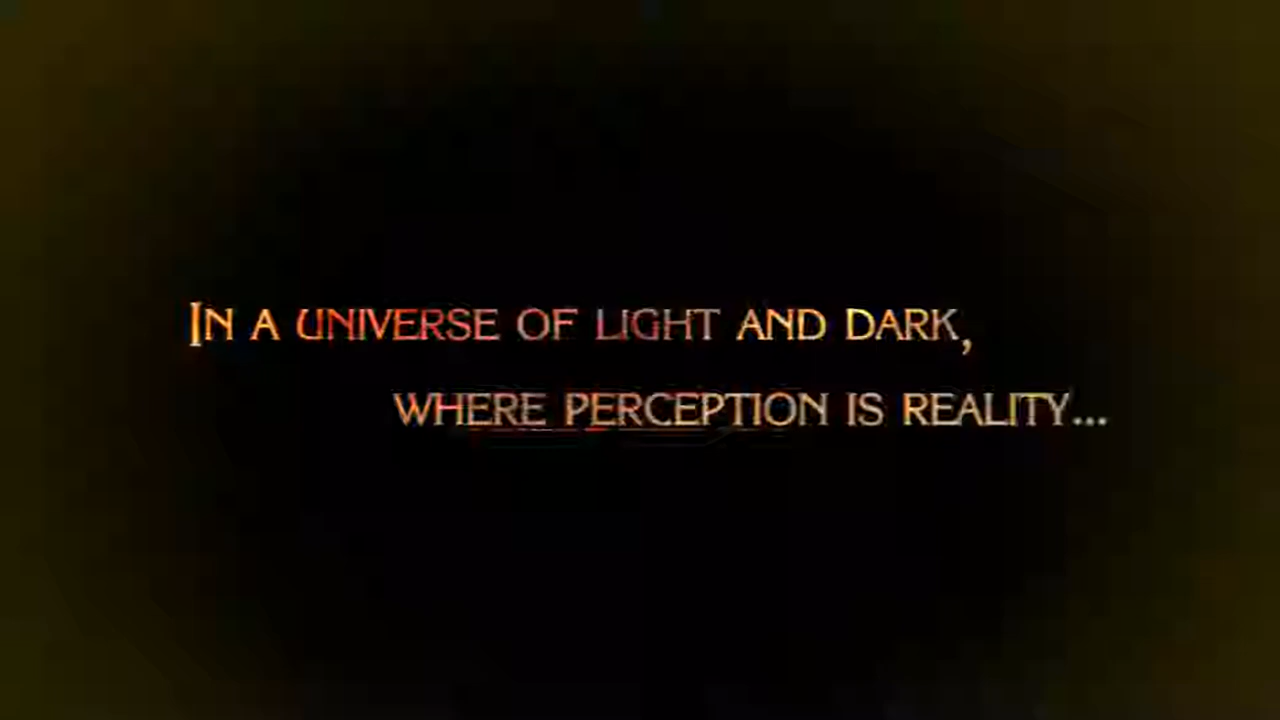 In a universe of light and dark,
where perception is reality...